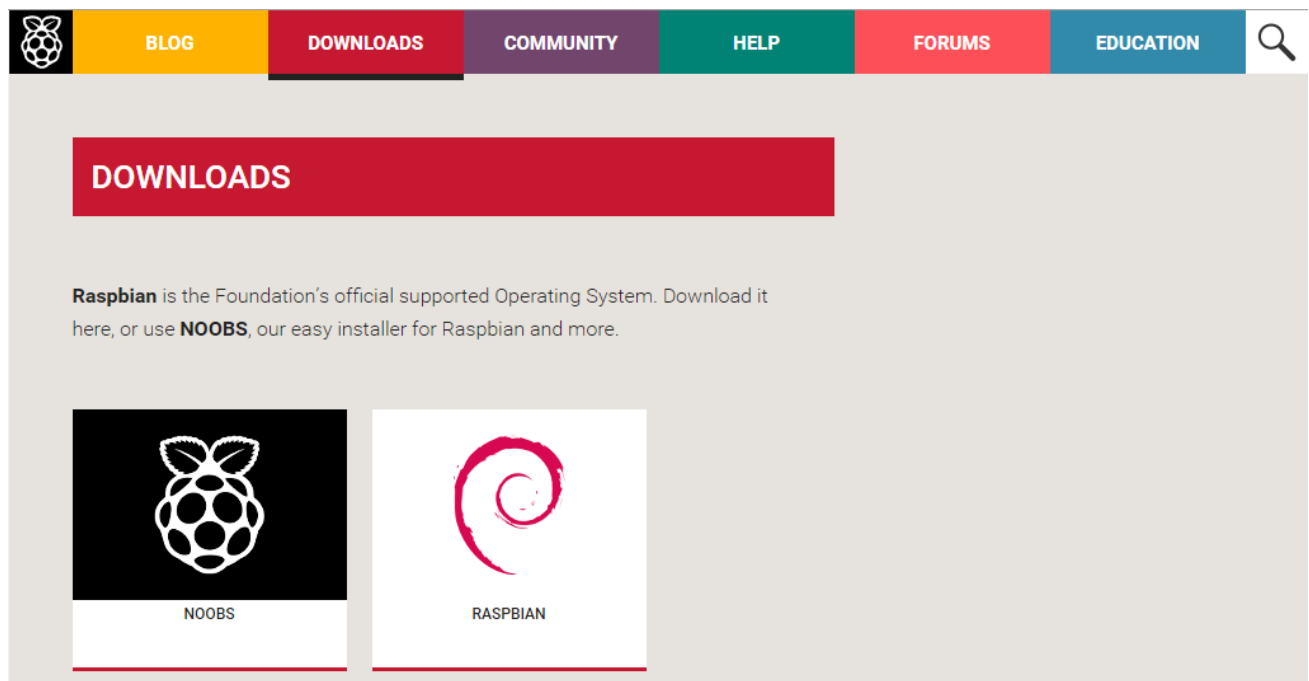 BLOG DOWNLOADS COMMUNITY HELP FORUMS EDUCATION
DOWNLOADS
Raspbian is the Foundation’s official supported Operating System. Download it
here, or use NOOBS, our easy installer for Raspbian and more.
NOOBS RASPBIAN